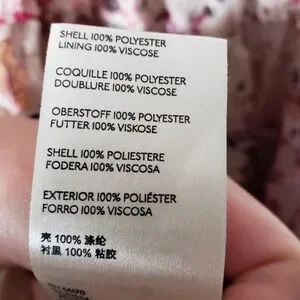 SHELL 100% POLYESTER
LINING 100% VISCOSE
COQUILLE 100% POLYESTER
DOUBLURE 100% VISCOSE
OBERSTOFF 100% POLYESTER
FUTTER 100% VISKOSE
SHELL 100% POLIESTERE
FODERA 100% VISCOSA
EXTERIOR 100% POLIÉSTER
FORRO 100% VISCOSA
壳 100% 涤纶
衬里 100% 粘胶